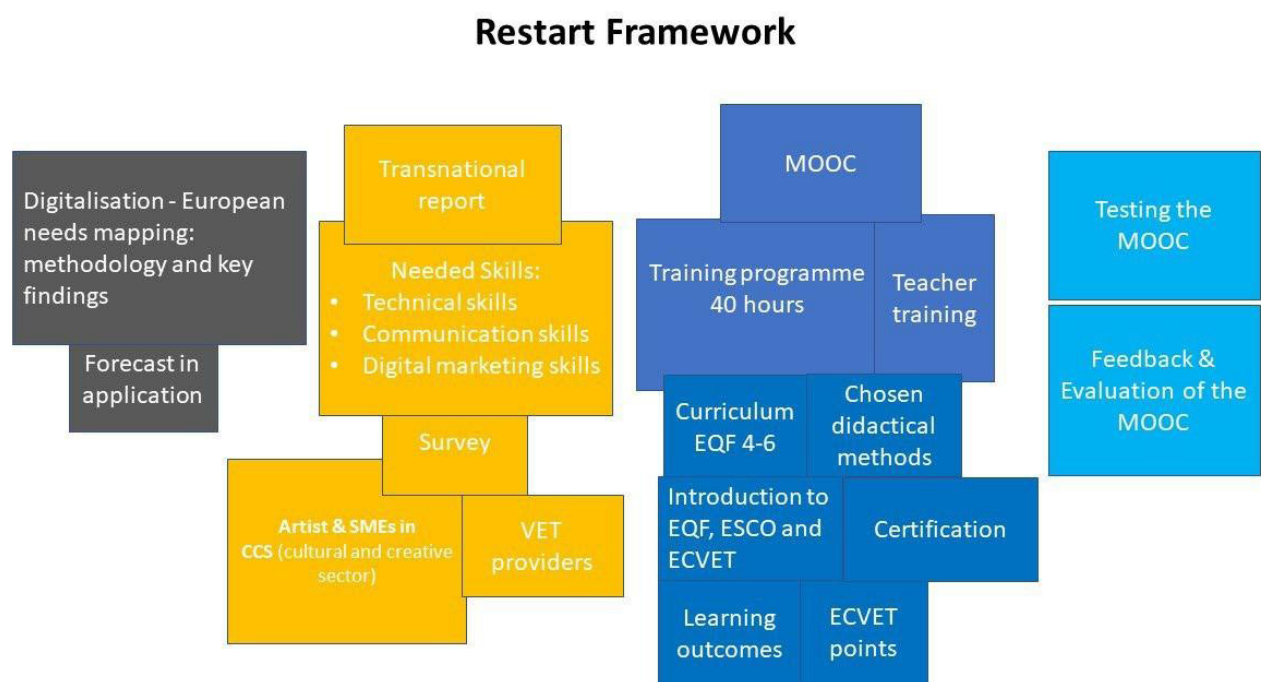 Restart Framework
Digitalisation - European
needs mapping:
methodology and key
findings
Forecast in
application
Transnational
report
Needed Skills:
• Technical skills
• Communication skills
• Digital marketing skills
Survey
Artist & SMEs in
CCS (cultural and creative
sector)
VET
providers
MOOC
Training programme
40 hours
Teacher
training
Curriculum
EQF 4-6
Chosen
didactical
methods
Introduction to
EQF, ESCO and
ECVET
Certification
Learning
outcomes
ECVET
points
Testing the
MOOC
Feedback &
Evaluation of the
MOOC